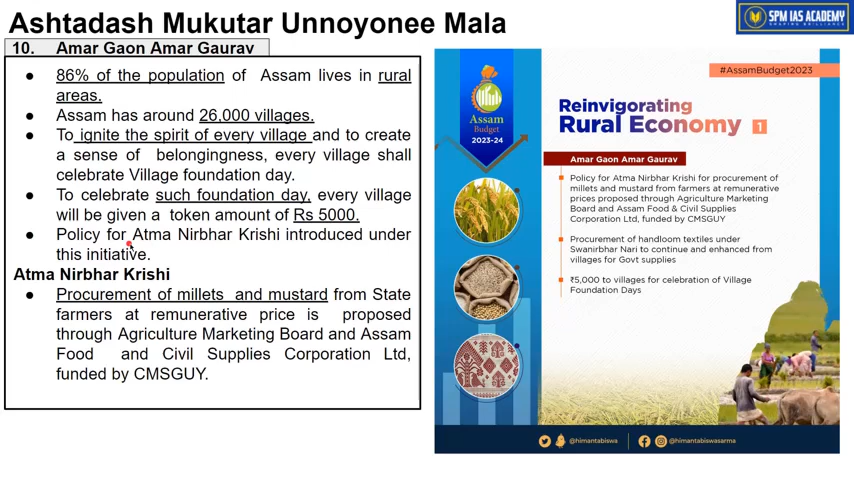 Ashtadash Mukutar Unnoyonee Mala
SPM IAS ACADEMY
SHAPING BRILLIANCE
10. Amar Gaon Amar Gaurav
● 86% of the population of Assam lives in rural
areas.
● Assam has around 26,000 villages.
● To ignite the spirit of every village and to create
a sense of belongingness, every village shall
celebrate Village foundation day.
● To celebrate such foundation day, every village
will be given a token amount of Rs 5000.
● Policy for Atma Nirbhar Krishi introduced under
this initiative.
Atma Nirbhar Krishi
● Procurement of millets and mustard from State
farmers at remunerative price is proposed
through Agriculture Marketing Board and Assam
Food and Civil Supplies Corporation Ltd,
funded by CMSGUY.
#AssamBudget2023
Assam
Budget
2023-24
Reinvigorating
Rural Economy 1
Amar Gaon Amar Gaurav
Policy for Atma Nirbhar Krishi for procurement of
millets and mustard from farmers at remunerative
prices proposed through Agriculture Marketing
Board and Assam Food & Civil Supplies
Corporation Ltd, funded by CMSGUY
Procurement of handloom textiles under
Swanirbhar Nari to continue and enhanced from
villages for Govt supplies
₹5,000 to villages for celebration of Village
Foundation Days
@himantabiswa
@himantabiswasarma